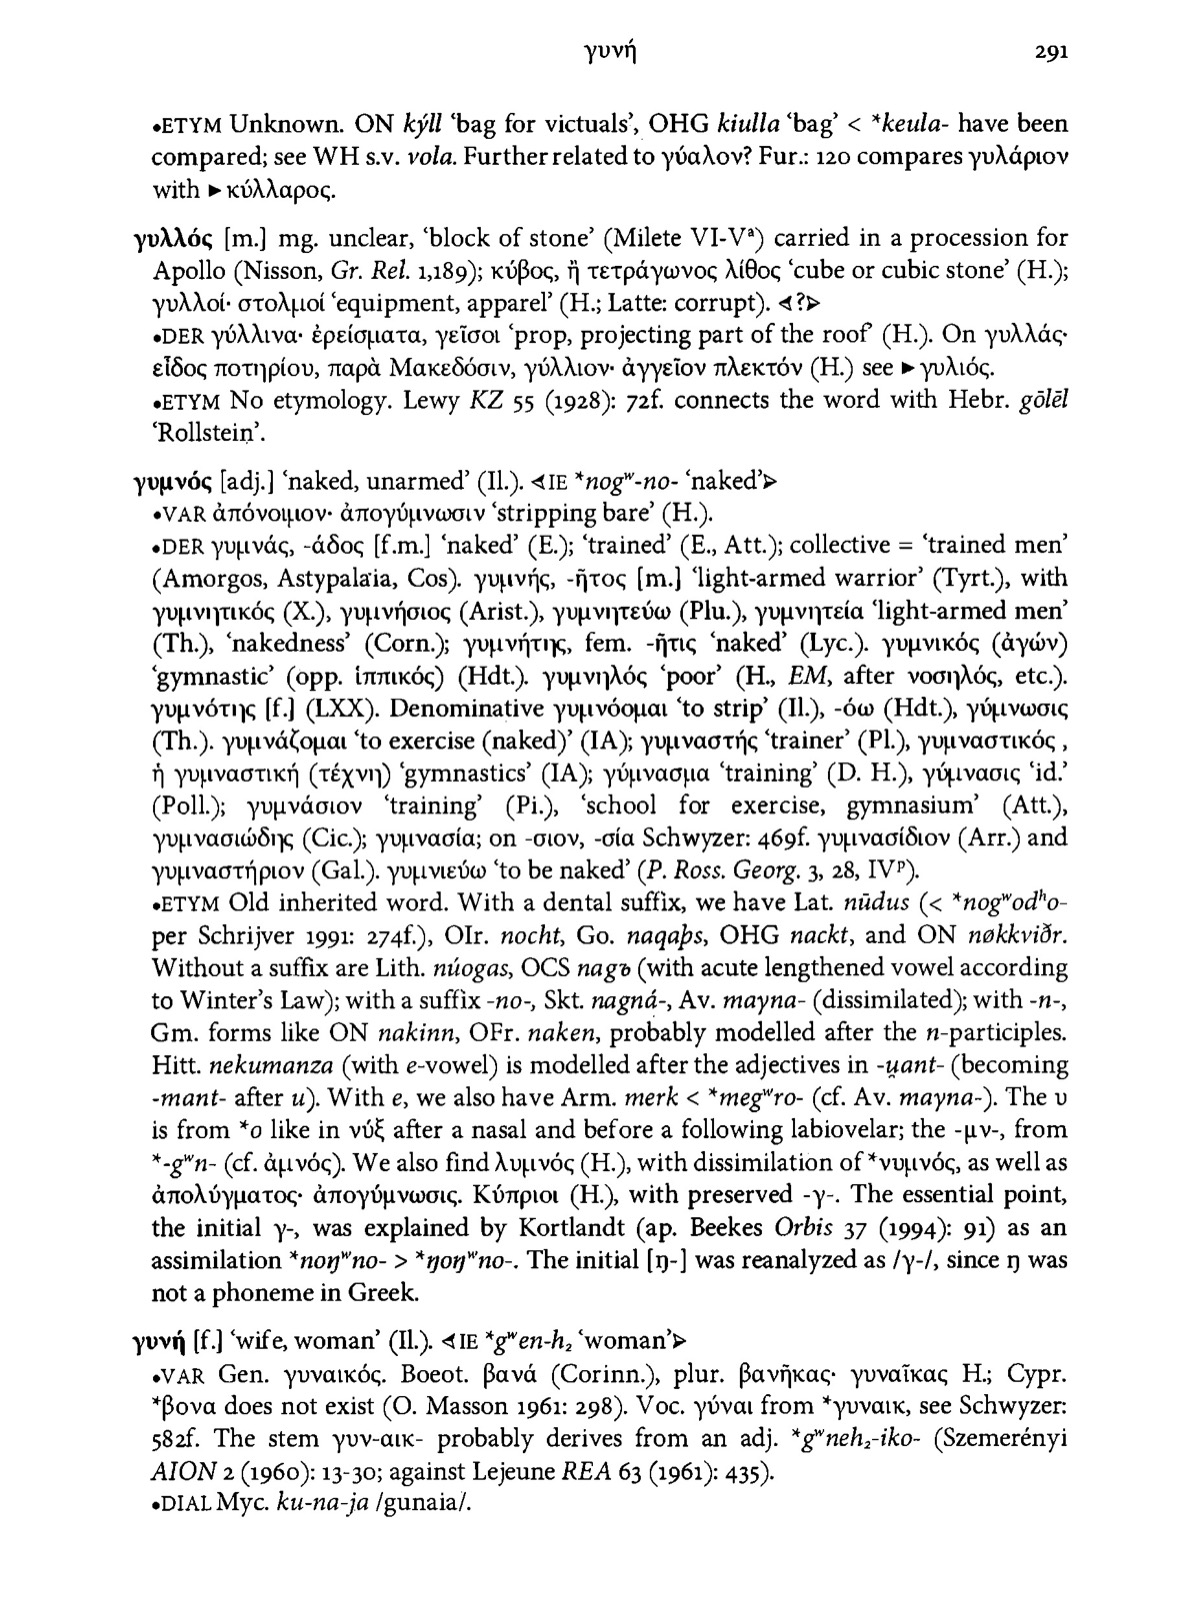 γυνή 291
•ETYM Unknown. ON kýll ‘bag for victuals’, OHG kiulla ‘bag’ < *keula- have been
compared; see WH s.v. vola. Further related to γύαλον? Fur.: 120 compares γυλάριον
with ►κύλλαρος.
γυλλός [m.] mg. unclear, ‘block of stone’ (Milete VI-Vᵃ) carried in a procession for
Apollo (Nisson, Gr. Rel. 1,189); κύβος, ἢ τετράγωνος λίθος ‘cube or cubic stone’ (H.);
γυλλοί· στολμοί ‘equipment, apparel’ (H.; Latte: corrupt). ⊲?⊳
•DER γύλλινα· ἐρείσματα, γεῖσοι ‘prop, projecting part of the roof’ (H.). On γυλλάς·
εἶδος ποτηρίου, παρὰ Μακεδόσιν, γύλλιον· ἀγγεῖον πλεκτόν (H.) see ►γυλιός.
•ETYM No etymology. Lewy KZ 55 (1928): 72f. connects the word with Hebr. gōlēl
‘Rollstein’.
γυμνός [adj.] ‘naked, unarmed’ (Il.). ⊲IE *nogʷ-no- ‘naked’⊳
•VAR ἀπόνοιμον· ἀπογύμνωσιν ‘stripping bare’ (H.).
•DER γυμνάς, -άδος [f.m.] ‘naked’ (E.); ‘trained’ (E., Att.); collective = ‘trained men’
(Amorgos, Astypalaia, Cos). γυμνής, -ῆτος [m.] ‘light-armed warrior’ (Tyrt.), with
γυμνητικός (X.), γυμνήσιος (Arist.), γυμνητεύω (Plu.), γυμνητεία ‘light-armed men’
(Th.), ‘nakedness’ (Corn.); γυμνήτης, fem. -ῆτις ‘naked’ (Lyc.). γυμνικός (ἀγών)
‘gymnastic’ (opp. ἱππικός) (Hdt.). γυμνηλός ‘poor’ (H., EM, after νοσηλός, etc.).
γυμνότης [f.] (LXX). Denominative γυμνόομαι ‘to strip’ (Il.), -όω (Hdt.), γύμνωσις
(Th.). γυμνάζομαι ‘to exercise (naked)’ (IA); γυμναστής ‘trainer’ (Pl.), γυμναστικός ,
ἡ γυμναστική (τέχνη) ‘gymnastics’ (IA); γύμνασμα ‘training’ (D. H.), γύμνασις ‘id.’
(Poll.); γυμνάσιον ‘training’ (Pi.), ‘school for exercise, gymnasium’ (Att.),
γυμνασιώδης (Cic.); γυμνασία; on -σιον, -σία Schwyzer: 469f. γυμνασίδιον (Arr.) and
γυμναστήριον (Gal.). γυμνιεύω ‘to be naked’ (P. Ross. Georg. 3, 28, IVᵖ).
•ETYM Old inherited word. With a dental suffix, we have Lat. nūdus (< *nogʷodʰo-
per Schrijver 1991: 274f.), OIr. nocht, Go. naqaþs, OHG nackt, and ON nøkkviðr.
Without a suffix are Lith. núogas, OCS nagъ (with acute lengthened vowel according
to Winter’s Law); with a suffix -no-, Skt. nagná-, Av. maγna- (dissimilated); with -n-,
Gm. forms like ON nakinn, OFr. naken, probably modelled after the n-participles.
Hitt. nekumanza (with e-vowel) is modelled after the adjectives in -u̯ant- (becoming
-mant- after u). With e, we also have Arm. merk < *megʷro- (cf. Av. maγna-). The υ
is from *o like in νύξ after a nasal and before a following labiovelar; the -μν-, from
*-gʷn- (cf. ἀμνός). We also find λυμνός (H.), with dissimilation of *νυμνός, as well as
ἀπολύγματος· ἀπογύμνωσις. Κύπριοι (H.), with preserved -γ-. The essential point,
the initial γ-, was explained by Kortlandt (ap. Beekes Orbis 37 (1994): 91) as an
assimilation *noŋʷno- > *ŋoŋʷno-. The initial [ŋ-] was reanalyzed as /γ-/, since ŋ was
not a phoneme in Greek.
γυνή [f.] ‘wife, woman’ (Il.). ⊲IE *gʷen-h₂ ‘woman’⊳
•VAR Gen. γυναικός. Boeot. βανά (Corinn.), plur. βανῆκας· γυναῖκας H.; Cypr.
*βονα does not exist (O. Masson 1961: 298). Voc. γύναι from *γυναικ, see Schwyzer:
582f. The stem γυν-αικ- probably derives from an adj. *gʷneh₂-iko- (Szemerényi
AION 2 (1960): 13-30; against Lejeune REA 63 (1961): 435).
•DIAL Myc. ku-na-ja /gunaia/.